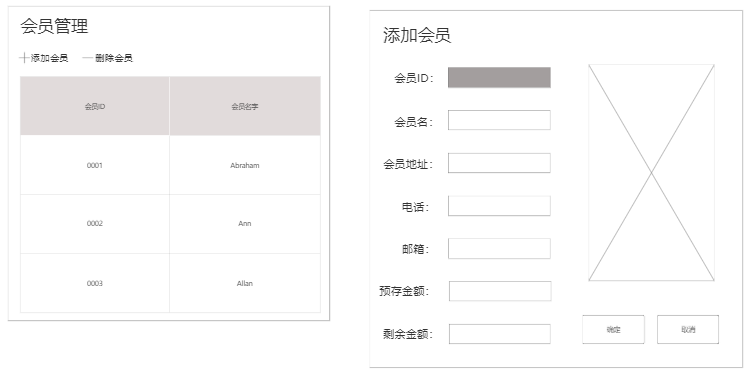 会员管理
添加会员 删除会员
会员ID 会员名字
0001 Abraham
0002 Ann
0003 Allan
添加会员
会员ID：
会员名：
会员地址：
电话：
邮箱：
预存金额：
剩余金额：
确定 取消